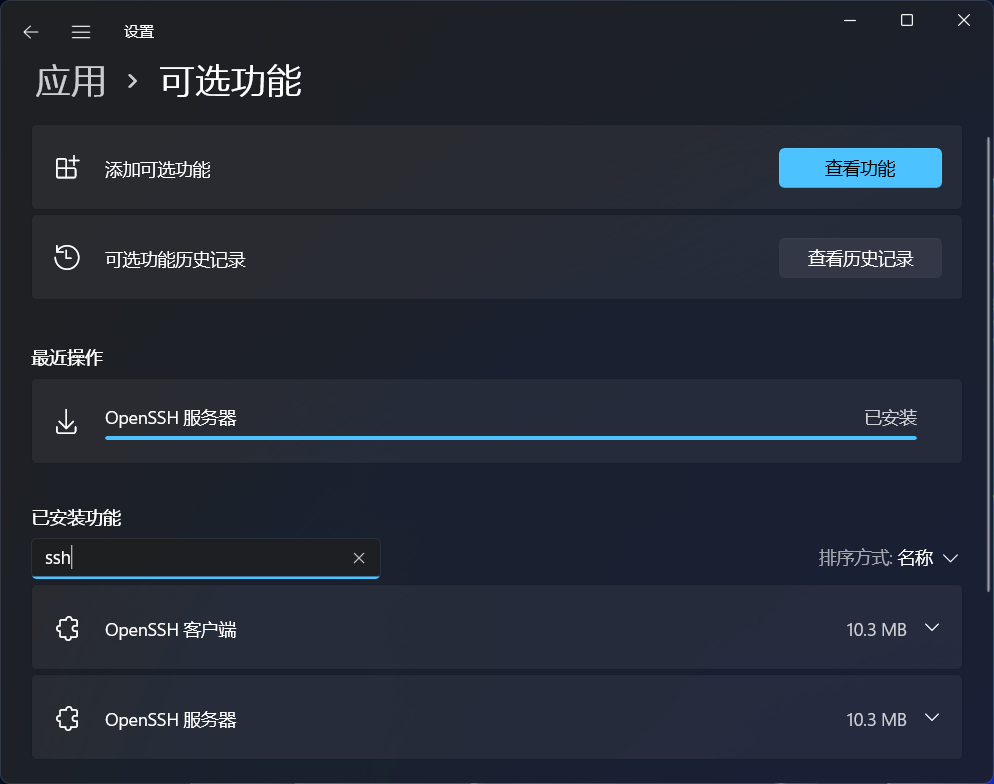 设置
应用 › 可选功能
添加可选功能 查看功能
可选功能历史记录 查看历史记录
最近操作
OpenSSH 服务器 已安装
已安装功能
ssh 排序方式: 名称
OpenSSH 客户端 10.3 MB
OpenSSH 服务器 10.3 MB